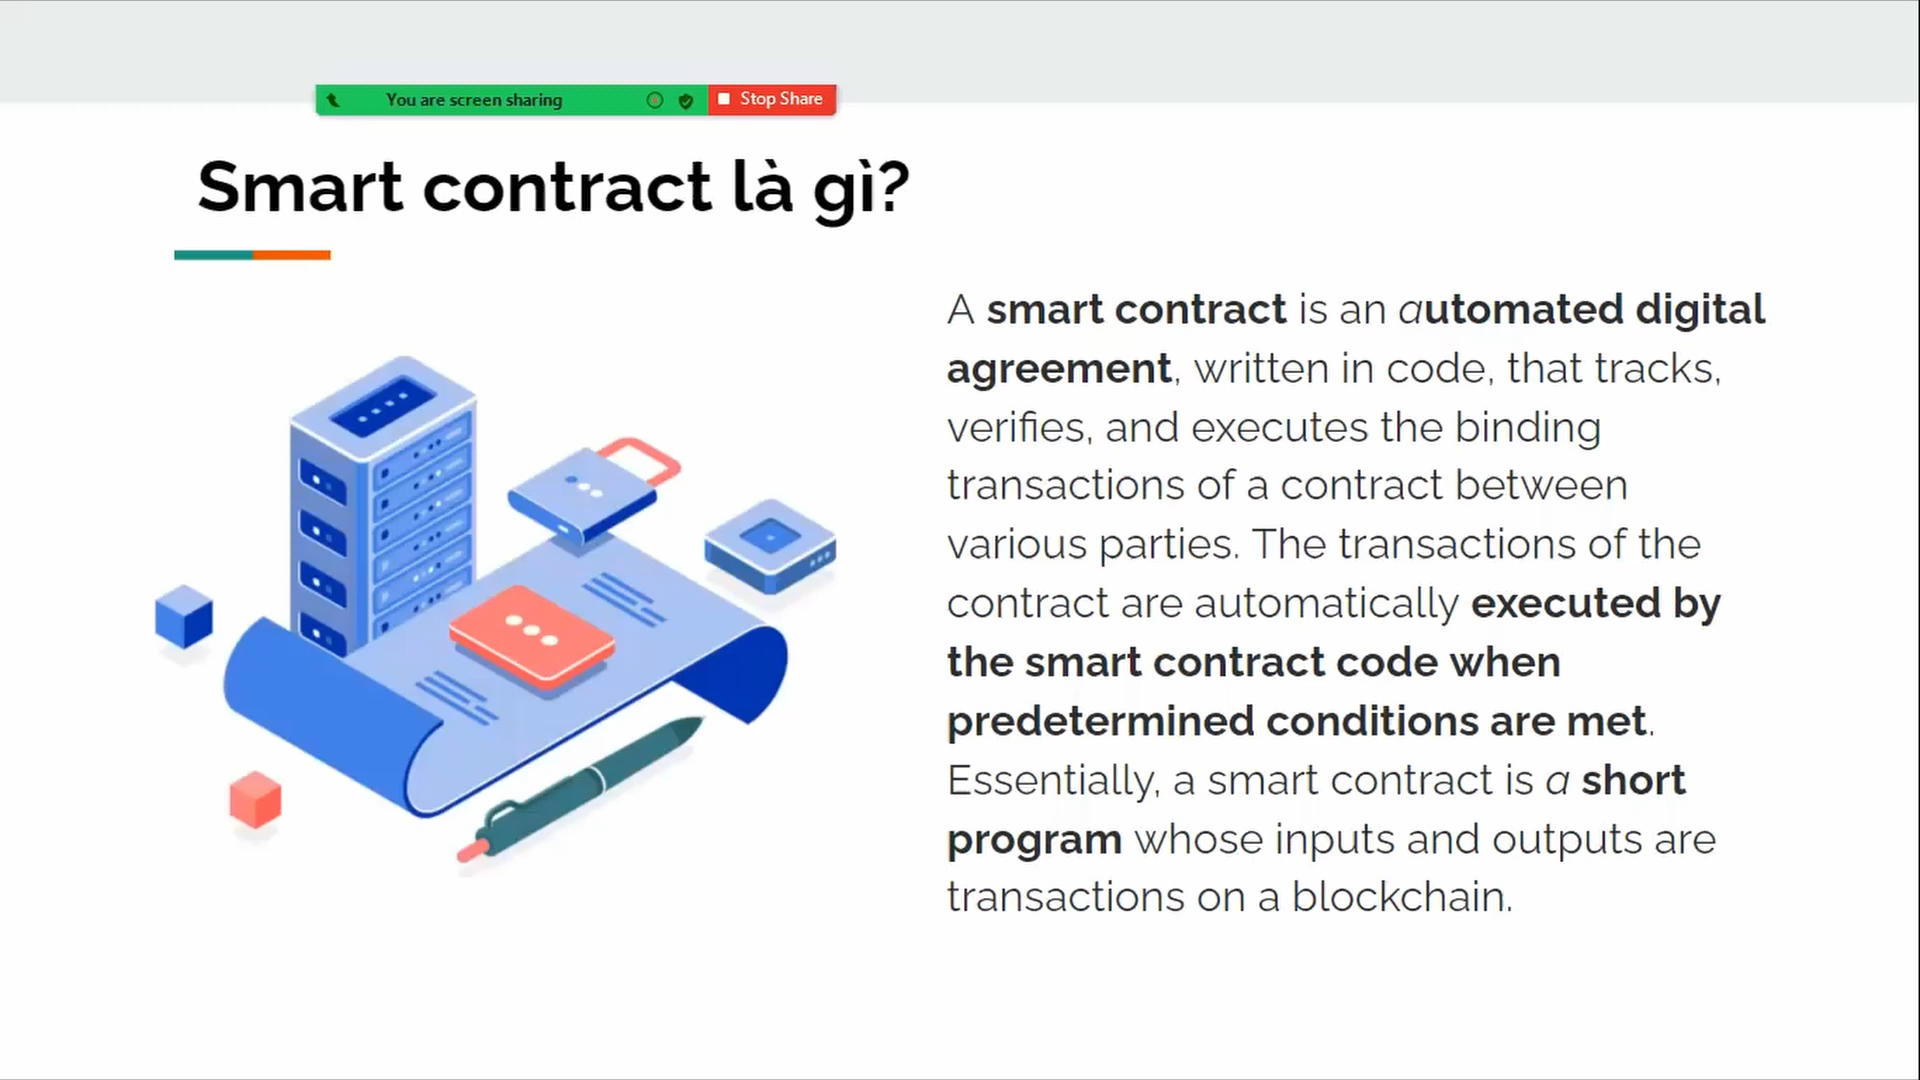 You are screen sharing
Stop Share
Smart contract là gì?
A smart contract is an automated digital
agreement, written in code, that tracks,
verifies, and executes the binding
transactions of a contract between
various parties. The transactions of the
contract are automatically executed by
the smart contract code when
predetermined conditions are met.
Essentially, a smart contract is a short
program whose inputs and outputs are
transactions on a blockchain.